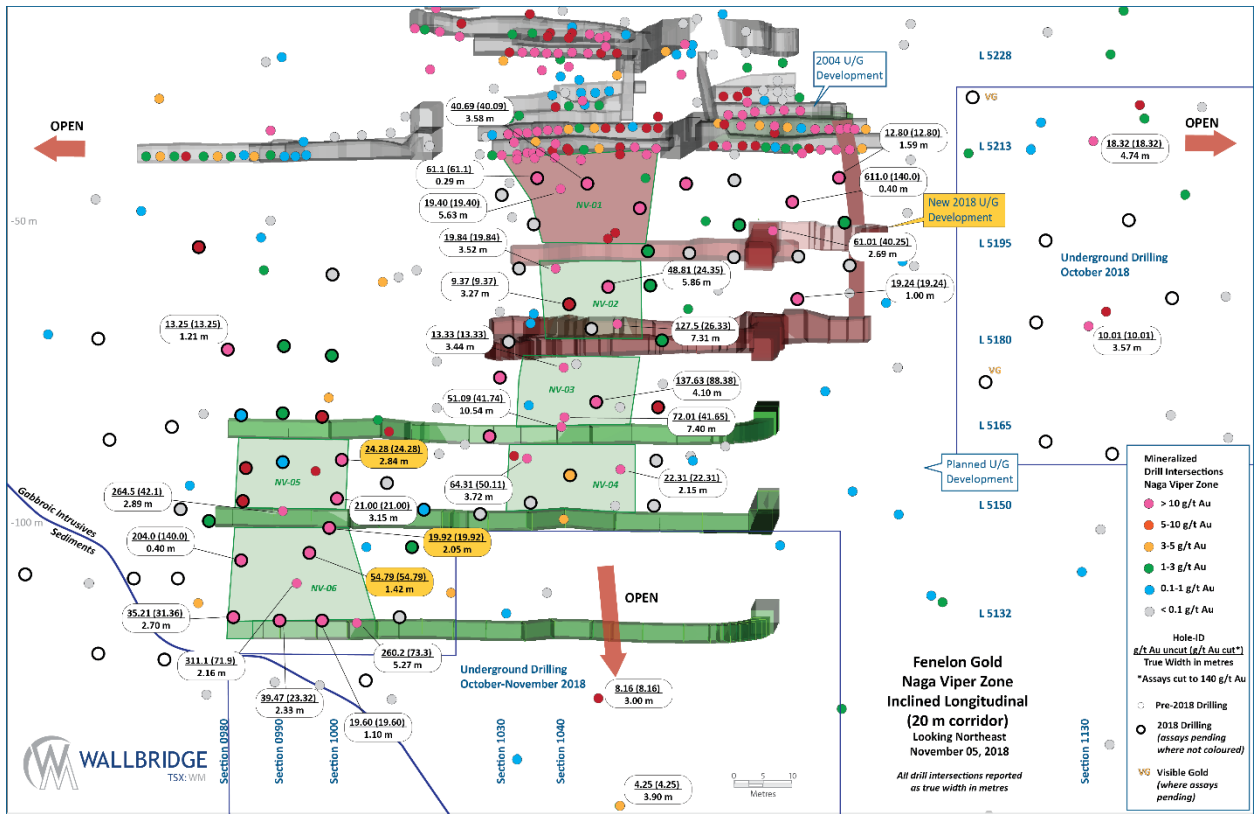 40.69 (40.09)
3.58 m
2004 U/G
Development
L 5228
VG
OPEN
OPEN
12.80 (12.80)
1.59 m
L 5213
18.32 (18.32)
4.74 m
61.1 (61.1)
0.29 m
611.0 (140.0)
0.40 m
NV-01
19.40 (19.40)
5.63 m
New 2018 U/G
Development
-50 m
19.84 (19.84)
3.52 m
61.01 (40.25)
2.69 m
L 5195
Underground Drilling
October 2018
48.81 (24.35)
5.86 m
9.37 (9.37)
3.27 m
19.24 (19.24)
1.00 m
NV-02
13.25 (13.25)
1.21 m
127.5 (26.33)
7.31 m
13.33 (13.33)
3.44 m
L 5180
10.01 (10.01)
3.57 m
VG
NV-03
137.63 (88.38)
4.10 m
51.09 (41.74)
10.54 m
72.01 (41.65)
7.40 m
L 5165
24.28 (24.28)
2.84 m
NV-05
Planned U/G
Development
64.31 (50.11)
3.72 m
NV-04
22.31 (22.31)
2.15 m
264.5 (42.1)
2.89 m
21.00 (21.00)
3.15 m
L 5150
-100 m
Gabbroic Intrusives
Sediments
204.0 (140.0)
0.40 m
19.92 (19.92)
2.05 m
54.79 (54.79)
1.42 m
NV-06
OPEN
L 5132
35.21 (31.36)
2.70 m
311.1 (71.9)
2.16 m
260.2 (73.3)
5.27 m
39.47 (23.32)
2.33 m
19.60 (19.60)
1.10 m
Underground Drilling
October-November 2018
8.16 (8.16)
3.00 m
4.25 (4.25)
3.90 m
Section 0980
Section 0990
Section 1000
Section 1030
Section 1040
Section 1130
WALLBRIDGE
TSX: WM
0 5 10
Metres
Fenelon Gold
Naga Viper Zone
Inclined Longitudinal
(20 m corridor)
Looking Northeast
November 05, 2018
All drill intersections reported
as true width in metres
Mineralized
Drill Intersections
Naga Viper Zone
> 10 g/t Au
5-10 g/t Au
3-5 g/t Au
1-3 g/t Au
0.1-1 g/t Au
< 0.1 g/t Au
Hole-ID
g/t Au uncut (g/t Au cut*)
True Width in metres
*Assays cut to 140 g/t Au
Pre-2018 Drilling
2018 Drilling
(assays pending
where not coloured)
VG Visible Gold
(where assays
pending)